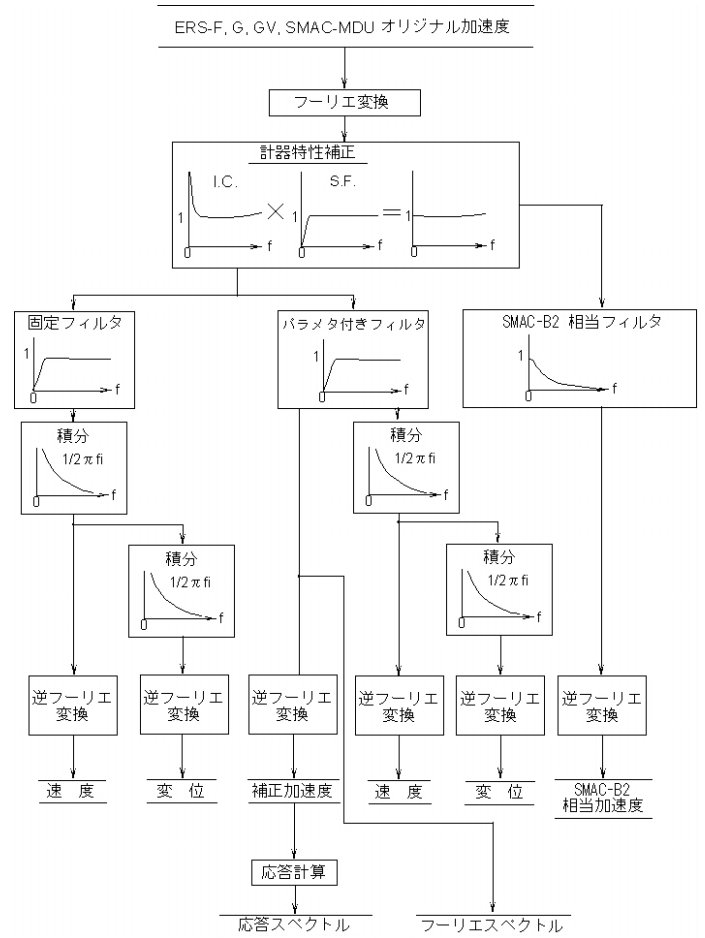 ERS-F, G, GV, SMAC-MDU オリジナル加速度
フーリエ変換
計器特性補正
I.C.
S.F.
1
×
1
=
1
f
f
f
0
0
0
固定フィルタ
1
f
0
パラメタ付きフィルタ
1
f
0
SMAC-B2 相当フィルタ
1
f
0
積分
1/2πfi
f
0
積分
1/2πfi
f
0
積分
1/2πfi
f
0
積分
1/2πfi
f
0
逆フーリエ
変換
逆フーリエ
変換
逆フーリエ
変換
逆フーリエ
変換
逆フーリエ
変換
逆フーリエ
変換
速 度
変 位
補正加速度
速 度
変 位
SMAC-B2
相当加速度
応答計算
応答スペクトル
フーリエスペクトル